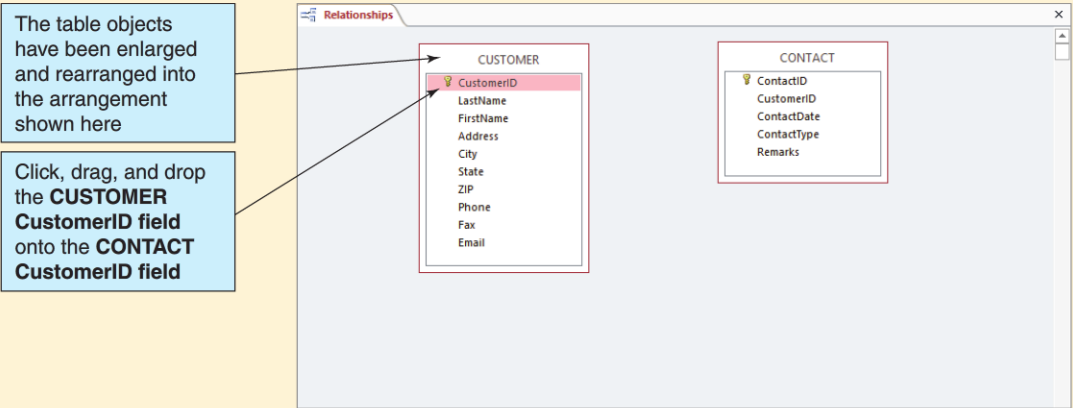 The table objects
have been enlarged
and rearranged into
the arrangement
shown here
Click, drag, and drop
the CUSTOMER
CustomerID field
onto the CONTACT
CustomerID field
Relationships
CUSTOMER
CustomerID
LastName
FirstName
Address
City
State
ZIP
Phone
Fax
Email
CONTACT
ContactID
CustomerID
ContactDate
ContactType
Remarks